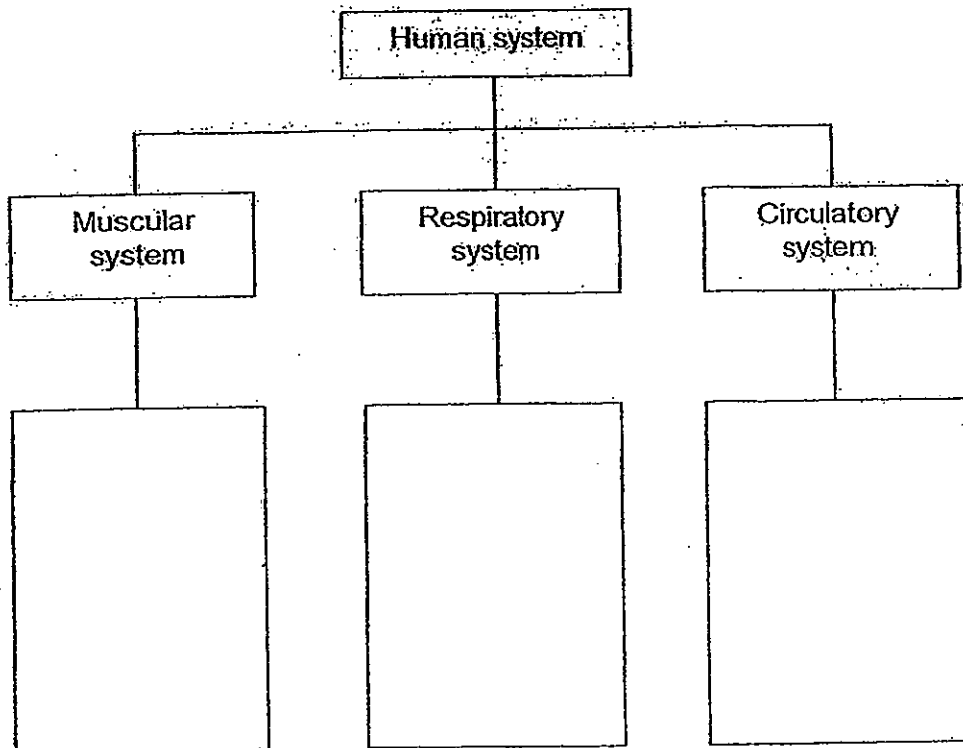 Human system
Muscular
system
Respiratory
system
Circulatory
system